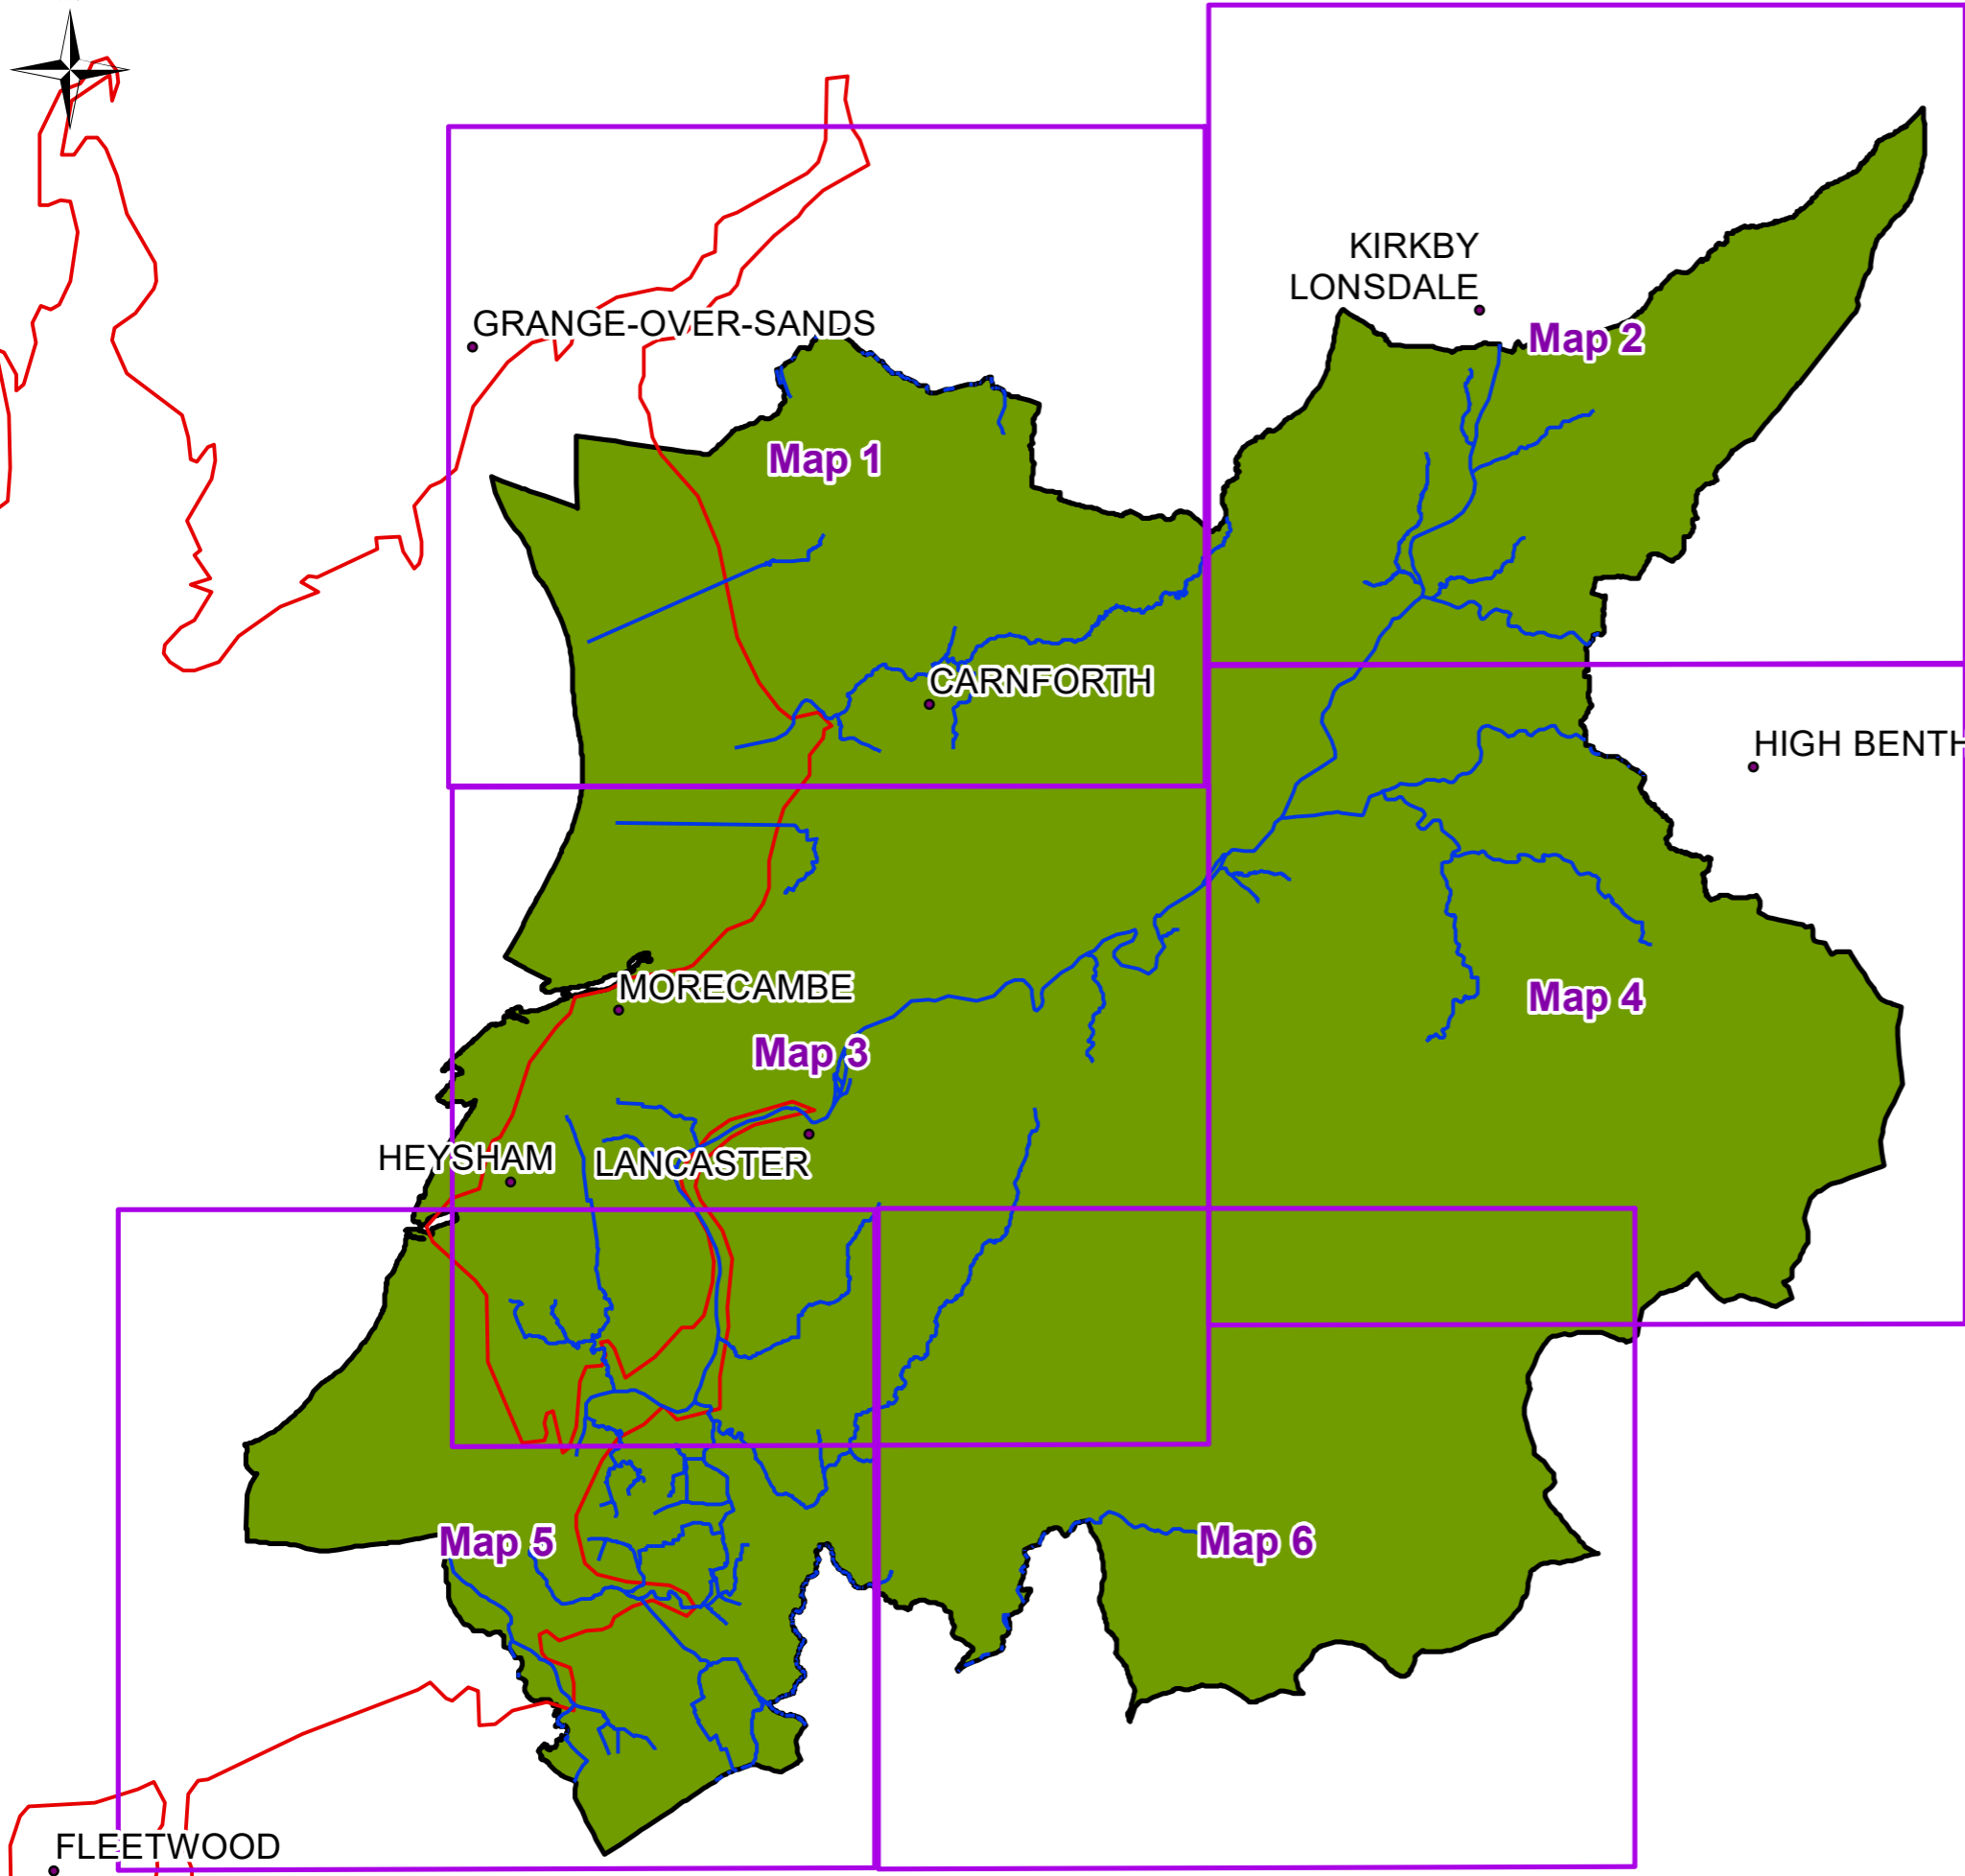 KIRKBY
LONSDALE
GRANGE-OVER-SANDS
Map 2
Map 1
CARNFORTH
HIGH BENTH
MORECAMBE
Map 4
Map 3
HEYSHAM
LANCASTER
Map 5
Map 6
FLEETWOOD